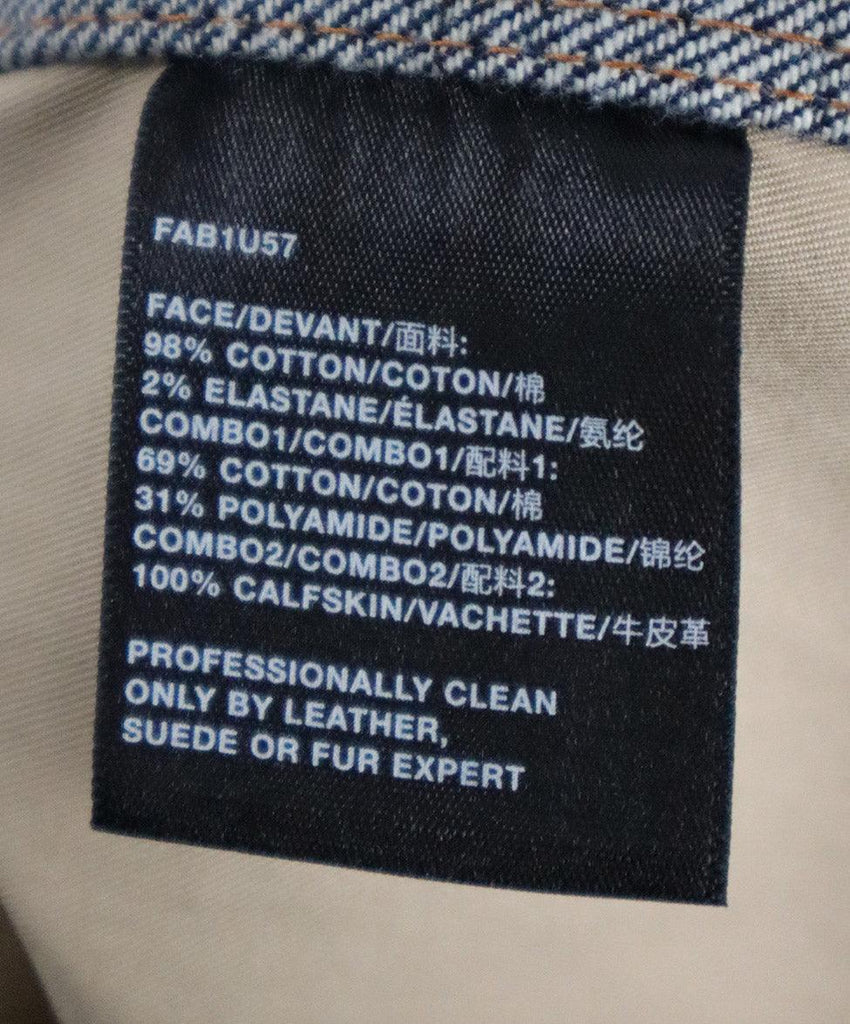 FAB1U57
FACE/DEVANT/面料:
98% COTTON/COTON/棉
2% ELASTANE/ÉLASTANE/氨纶
COMBO1/COMBO1/配料1:
69% COTTON/COTON/棉
31% POLYAMIDE/POLYAMIDE/锦纶
COMBO2/COMBO2/配料2:
100% CALFSKIN/VACHETTE/牛皮革
PROFESSIONALLY CLEAN
ONLY BY LEATHER,
SUEDE OR FUR EXPERT